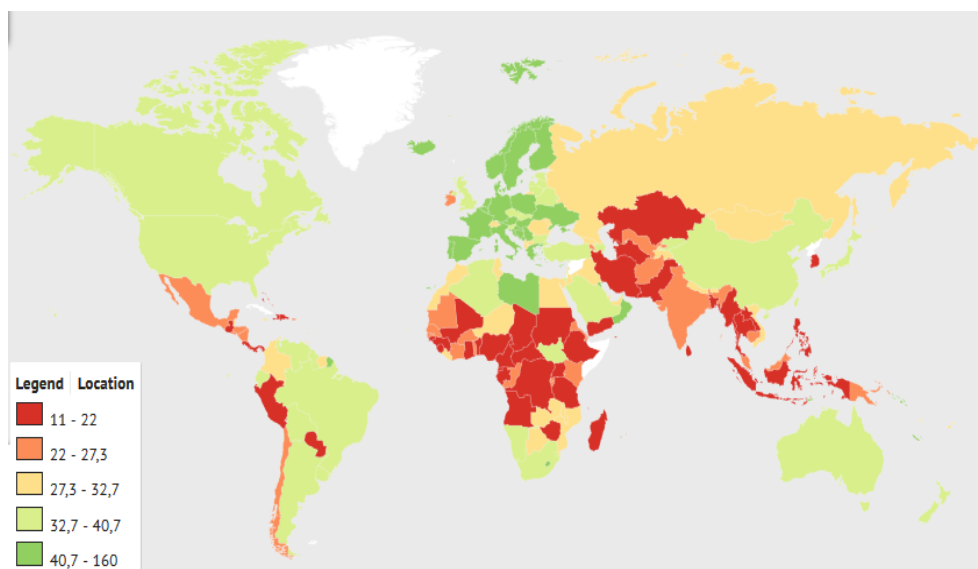 Legend Location
11 - 22
22 - 27,3
27,3 - 32,7
32,7 - 40,7
40,7 - 160